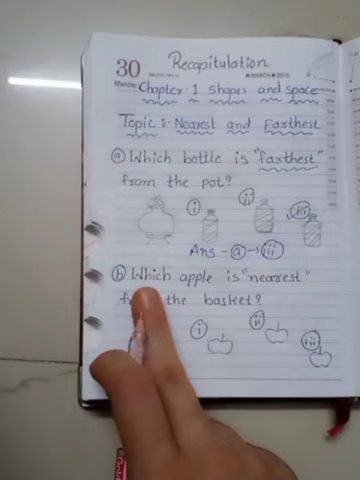 Recapitulation
30
Monday
MARCH 2015
Chapter-1 Shapes and space
Topic :- Nearest and Farthest
a Which bottle is "farthest"
from the pot?
i ii iii
Ans - a → iii
b Which apple is "nearest"
the basket?
i ii iii